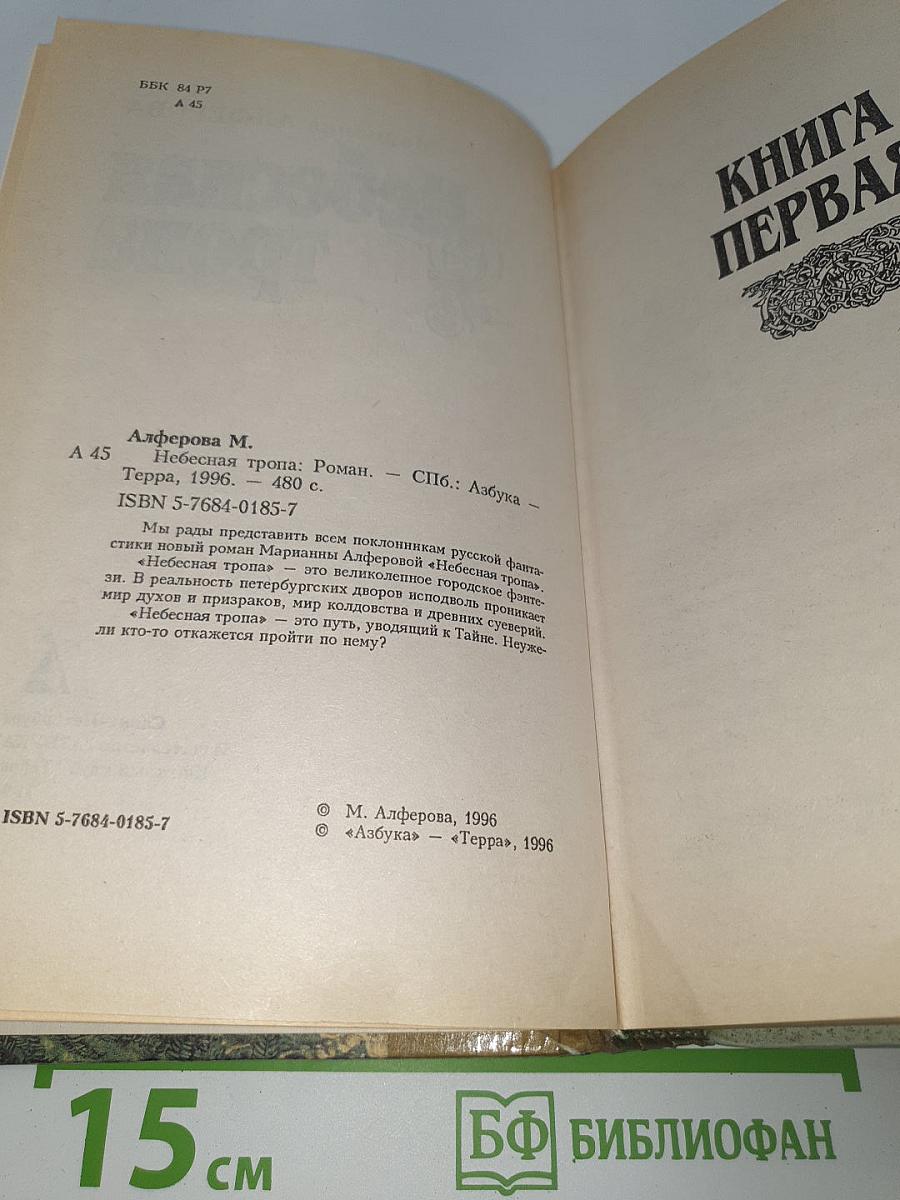 ББК 84 Р7
А 45
Алферова М.
А 45 Небесная тропа: Роман. — СПб.: Азбука —
Терра, 1996. — 480 с.
ISBN 5-7684-0185-7
Мы рады представить всем поклонникам русской фанта-
стики новый роман Марианны Алферовой «Небесная тропа».
«Небесная тропа» — это великолепное городское фэнте-
зи. В реальность петербургских дворов исподволь проникает
мир духов и призраков, мир колдовства и древних суеверий.
«Небесная тропа» — это путь, уводящий к Тайне. Неуже-
ли кто-то откажется пройти по нему?
ISBN 5-7684-0185-7
© М. Алферова, 1996
© «Азбука» — «Терра», 1996
КНИГА
ПЕРВАЯ
15 см
БФ БИБЛИОФАН